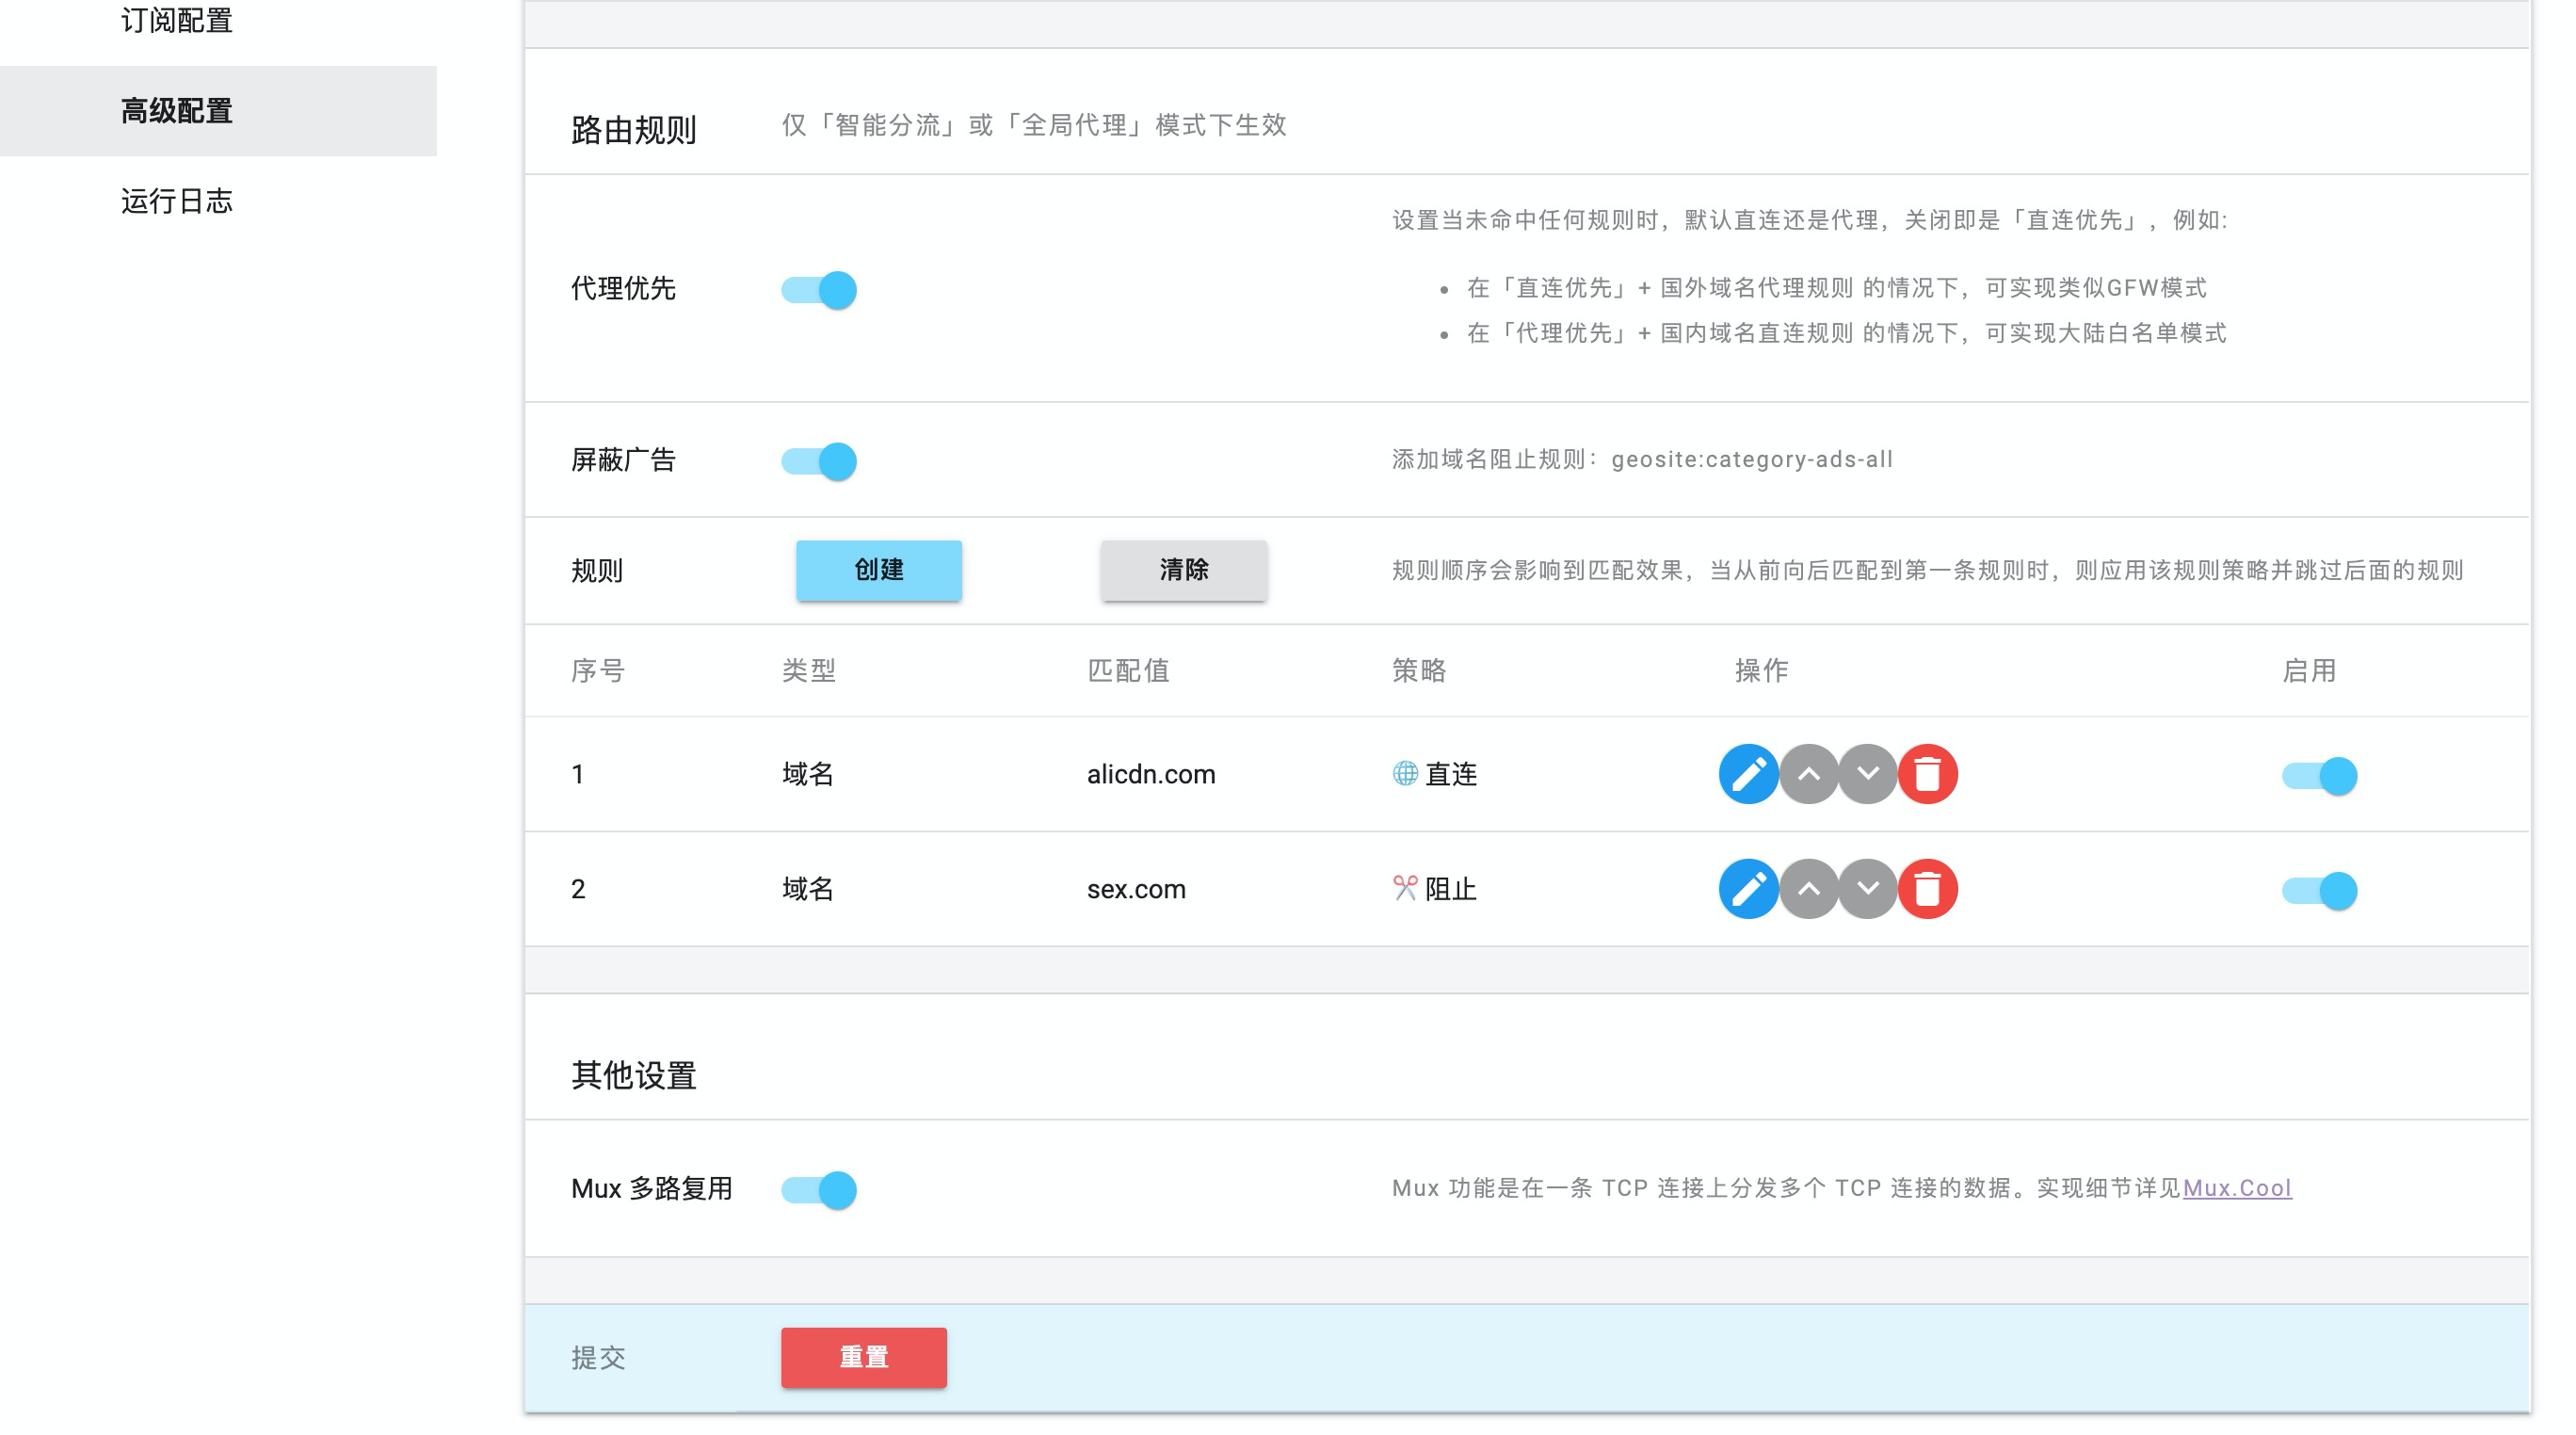 订阅配置
高级配置
运行日志
路由规则 仅「智能分流」或「全局代理」模式下生效
代理优先
设置当未命中任何规则时，默认直连还是代理，关闭即是「直连优先」，例如:
• 在「直连优先」+ 国外域名代理规则 的情况下，可实现类似GFW模式
• 在「代理优先」+ 国内域名直连规则 的情况下，可实现大陆白名单模式
屏蔽广告 添加域名阻止规则：geosite:category-ads-all
规则 创建 清除 规则顺序会影响到匹配效果，当从前向后匹配到第一条规则时，则应用该规则策略并跳过后面的规则
序号 类型 匹配值 策略 操作 启用
1 域名 alicdn.com 直连
2 域名 sex.com 阻止
其他设置
Mux 多路复用 Mux 功能是在一条 TCP 连接上分发多个 TCP 连接的数据。实现细节详见Mux.Cool
提交 重置